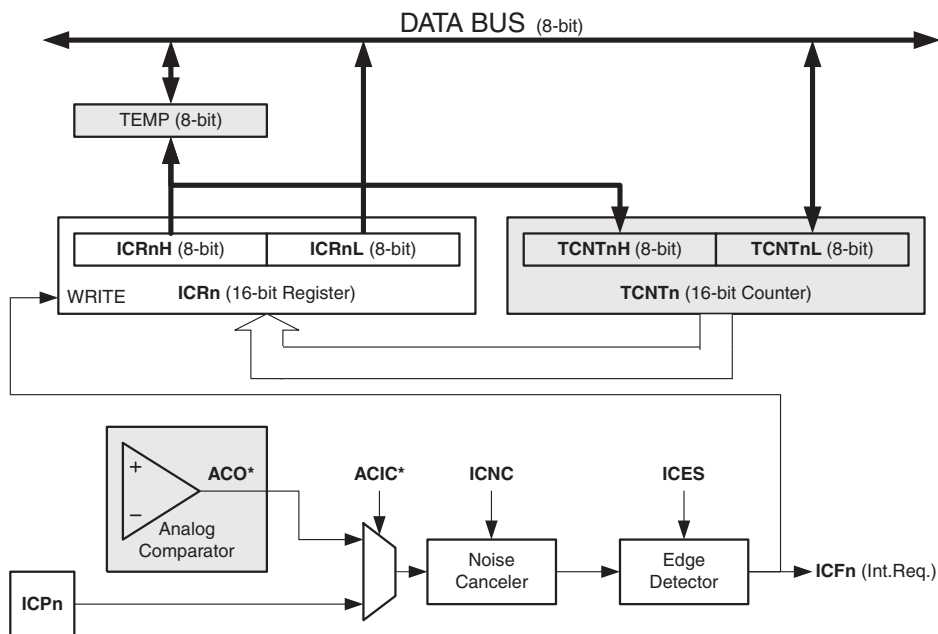 DATA BUS (8-bit)
TEMP (8-bit)
ICRnH (8-bit) ICRnL (8-bit) TCNTnH (8-bit) TCNTnL (8-bit)
WRITE ICRn (16-bit Register) TCNTn (16-bit Counter)
+ ACO* ACIC* ICNC ICES
−
Analog
Comparator
Noise
Canceler
Edge
Detector
ICFn (Int.Req.)
ICPn